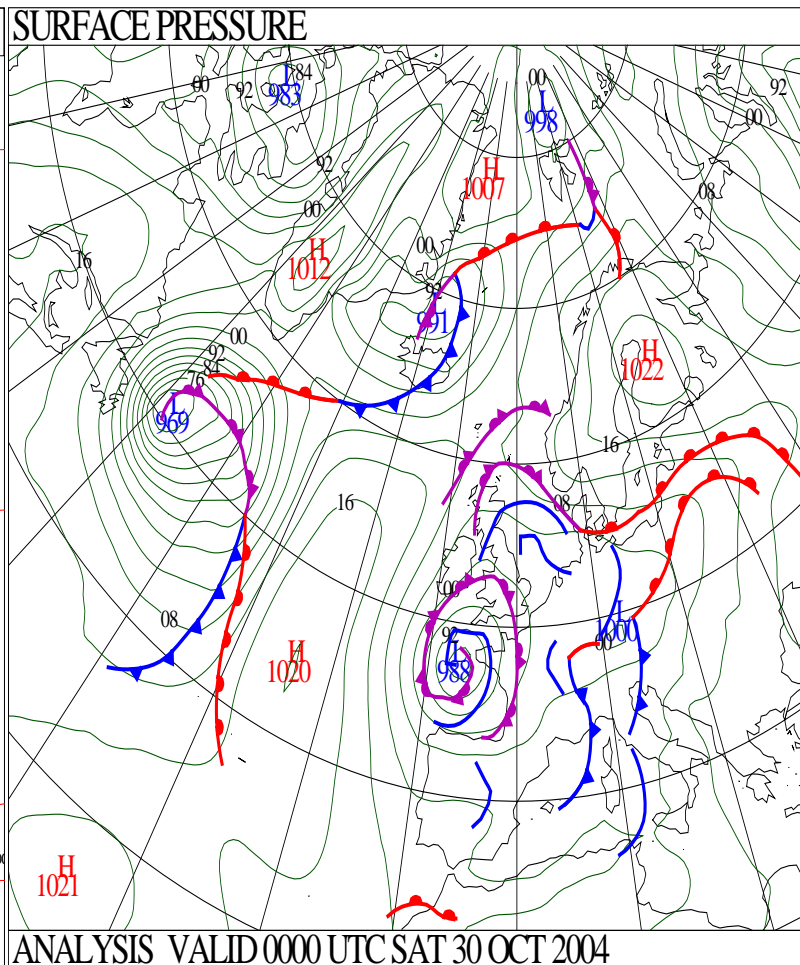 SURFACE PRESSURE
L 84 00
00 92 983 L 92
998 00
92 H
1007 08
00 H 00
16 1012
92
991
00 H
92 1022
84
76
L
969 16
16 08
00
08 92 L
H L 1000
1020 988 00
H
1021
ANALYSIS VALID 0000 UTC SAT 30 OCT 2004